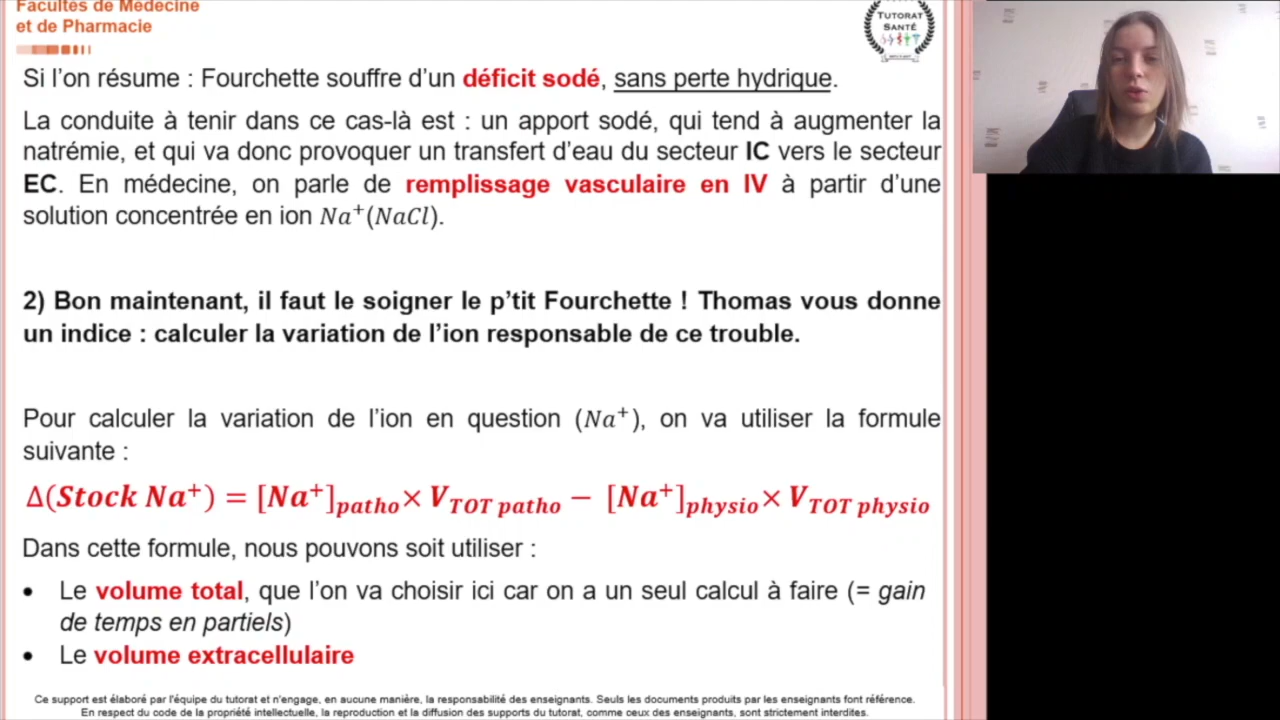 Facultés de Médecine
et de Pharmacie
TUTORAT
SANTÉ
Si l'on résume : Fourchette souffre d'un déficit sodé, sans perte hydrique.
La conduite à tenir dans ce cas-là est : un apport sodé, qui tend à augmenter la
natrémie, et qui va donc provoquer un transfert d'eau du secteur IC vers le secteur
EC. En médecine, on parle de remplissage vasculaire en IV à partir d'une
solution concentrée en ion Na⁺(NaCl).
2) Bon maintenant, il faut le soigner le p'tit Fourchette ! Thomas vous donne
un indice : calculer la variation de l'ion responsable de ce trouble.
Pour calculer la variation de l'ion en question (Na⁺), on va utiliser la formule
suivante :
Δ(Stock Na⁺) = [Na⁺]patho × VTOT patho − [Na⁺]physio × VTOT physio
Dans cette formule, nous pouvons soit utiliser :
• Le volume total, que l'on va choisir ici car on a un seul calcul à faire (= gain
de temps en partiels)
• Le volume extracellulaire
Ce support est élaboré par l'équipe du tutorat et n'engage, en aucune manière, la responsabilité des enseignants. Seuls les documents produits par les enseignants font référence.
En respect du code de la propriété intellectuelle, la reproduction et la diffusion des supports du tutorat, comme ceux des enseignants, sont strictement interdites.